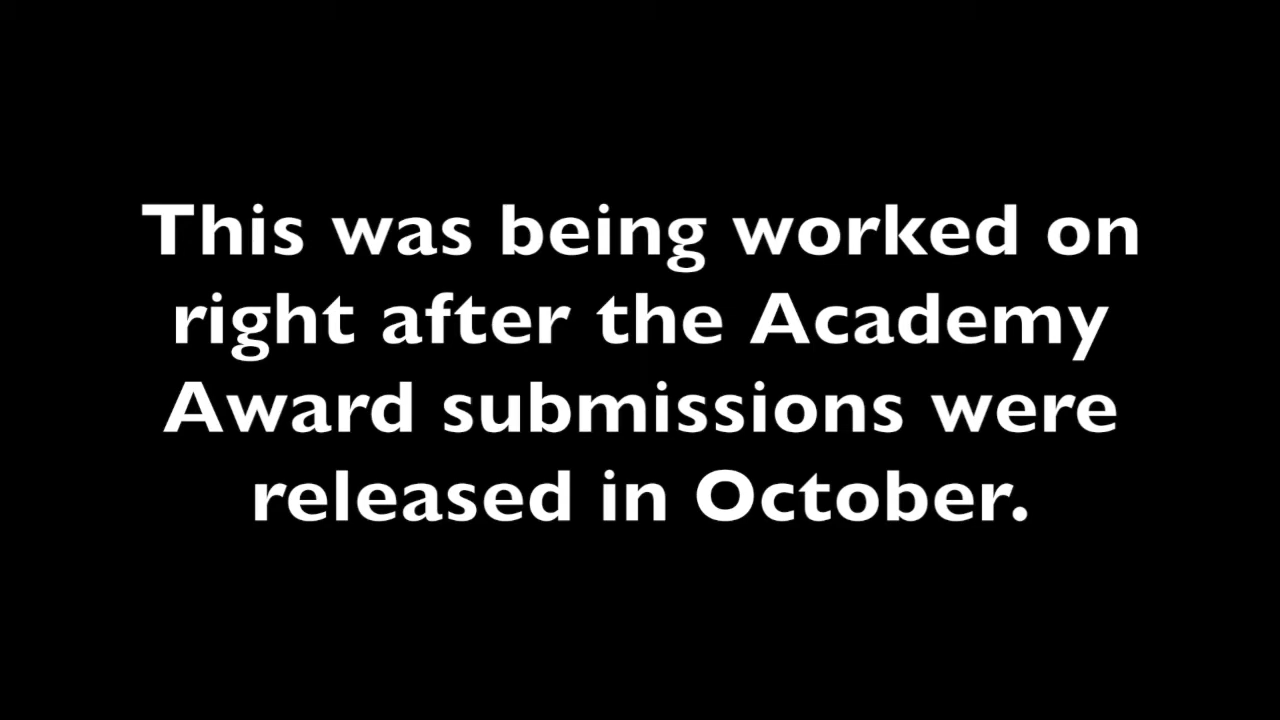 This was being worked on
right after the Academy
Award submissions were
released in October.